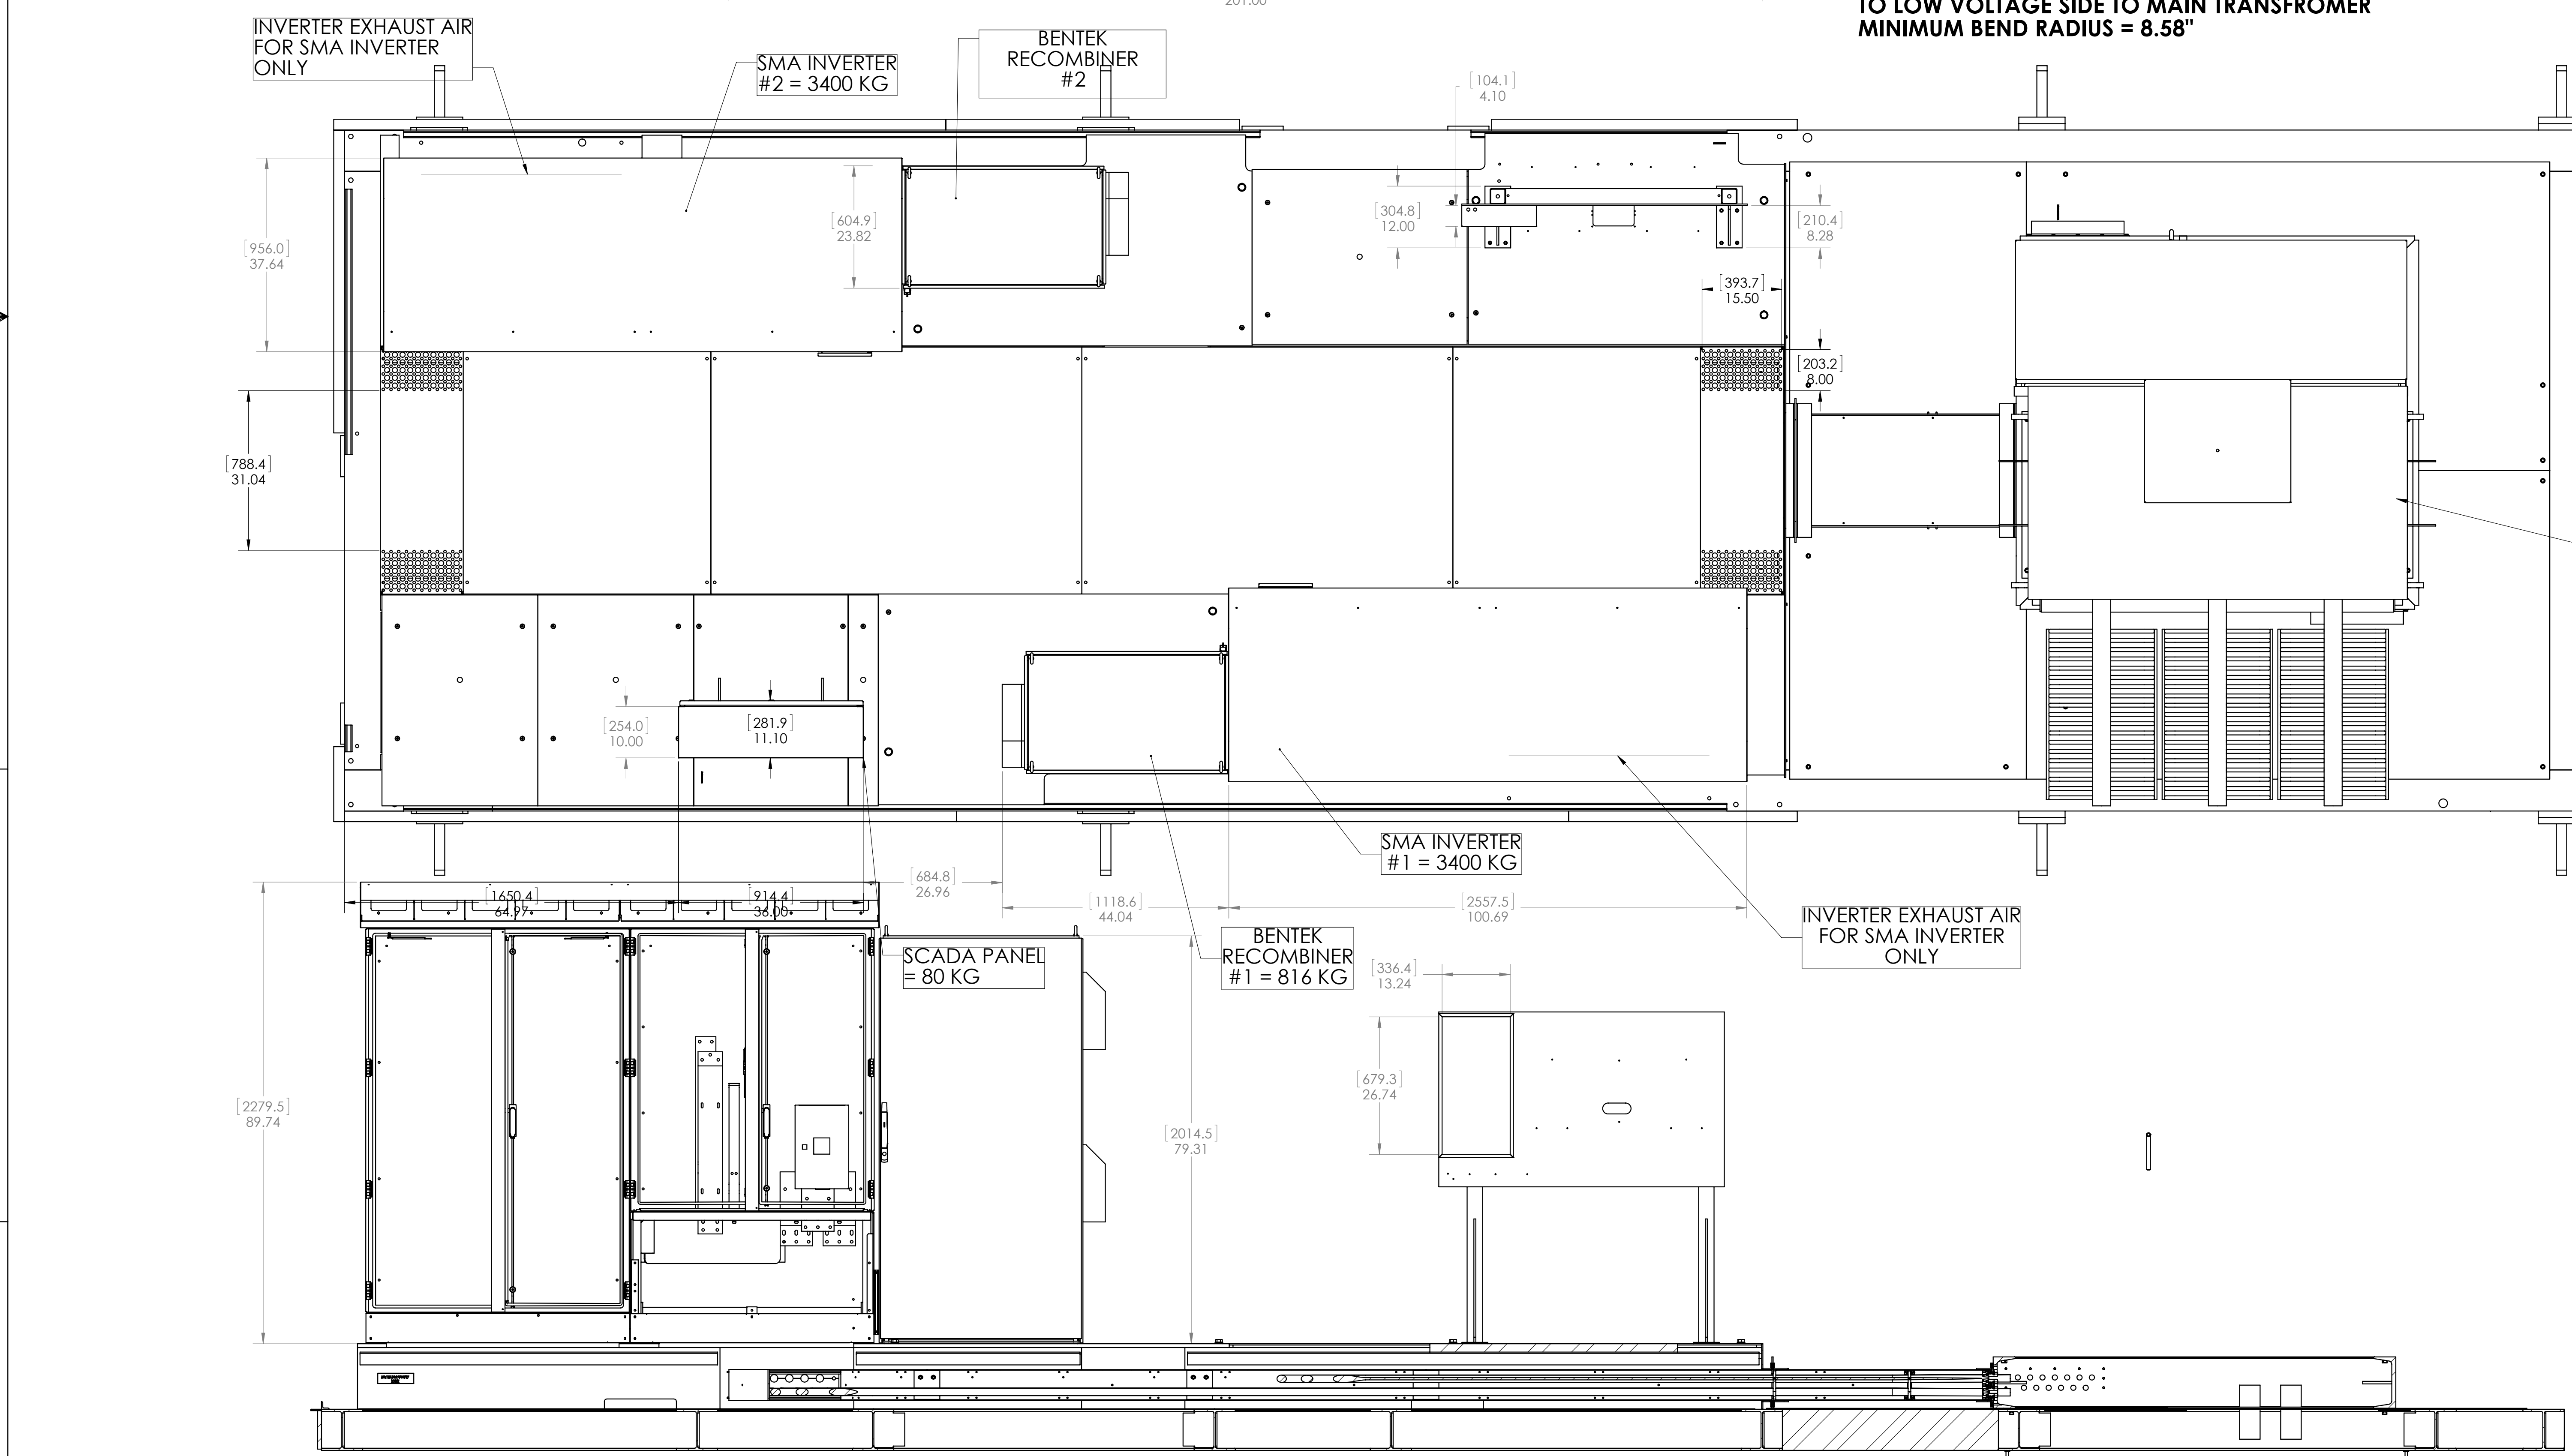 201.00
TO LOW VOLTAGE SIDE TO MAIN TRANSFROMER
MINIMUM BEND RADIUS = 8.58"
INVERTER EXHAUST AIR
FOR SMA INVERTER
ONLY
SMA INVERTER
#2 = 3400 KG
BENTEK
RECOMBINER
#2
[104.1]
4.10
[604.9]
23.82
[304.8]
12.00
[210.4]
8.28
[956.0]
37.64
[393.7]
15.50
[203.2]
8.00
[788.4]
31.04
[254.0]
10.00
[281.9]
11.10
SMA INVERTER
#1 = 3400 KG
[684.8]
26.96
[1650.4]
64.97
[914.4]
36.00
[1118.6]
44.04
[2557.5]
100.69
INVERTER EXHAUST AIR
FOR SMA INVERTER
ONLY
SCADA PANEL
= 80 KG
BENTEK
RECOMBINER
#1 = 816 KG
[336.4]
13.24
[679.3]
26.74
[2279.5]
89.74
[2014.5]
79.31